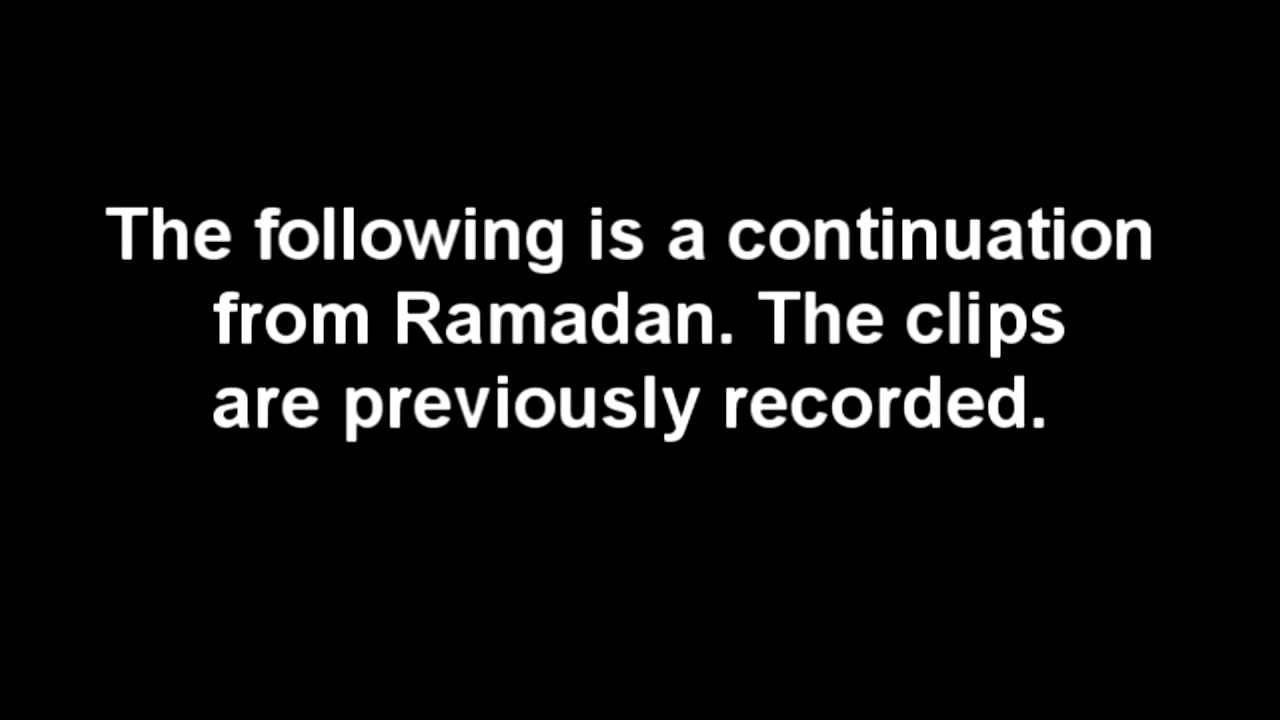 The following is a continuation
from Ramadan. The clips
are previously recorded.